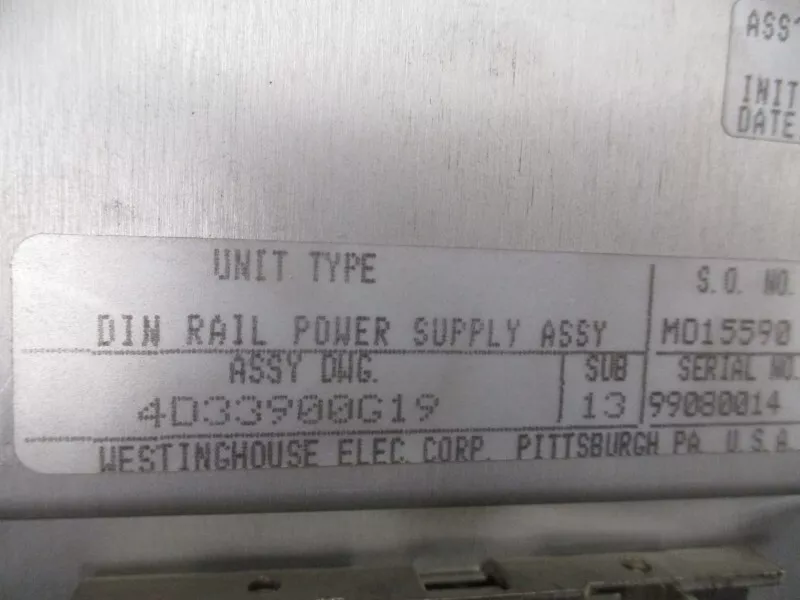 ASSY
INIT
DATE
UNIT TYPE
S.O. NO.
DIN RAIL POWER SUPPLY ASSY
MO15590
ASSY DWG.
SUB
SERIAL NO.
4D33900G19
13
99080014
WESTINGHOUSE ELEC. CORP. PITTSBURGH PA. U.S.A.